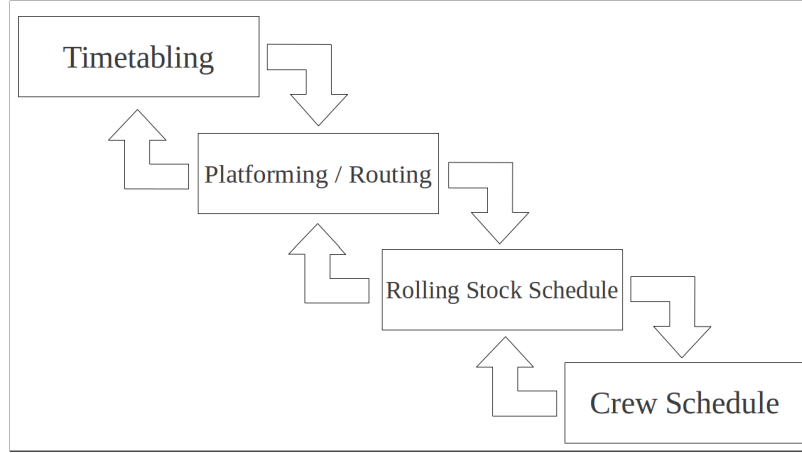 Timetabling
Platforming / Routing
Rolling Stock Schedule
Crew Schedule